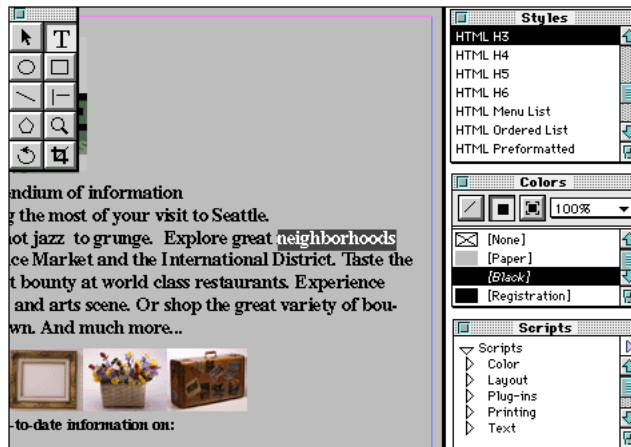 T
Styles
HTML H3
HTML H4
HTML H5
HTML H6
HTML Menu List
HTML Ordered List
HTML Preformatted
Colors
100%
[None]
[Paper]
[Black]
[Registration]
Scripts
Scripts
Color
Layout
Plug-ins
Printing
Text
endium of information
g the most of your visit to Seattle.
ot jazz to grunge. Explore great neighborhoods
ce Market and the International District. Taste the
t bounty at world class restaurants. Experience
and arts scene. Or shop the great variety of bou-
wn. And much more...
-to-date information on: